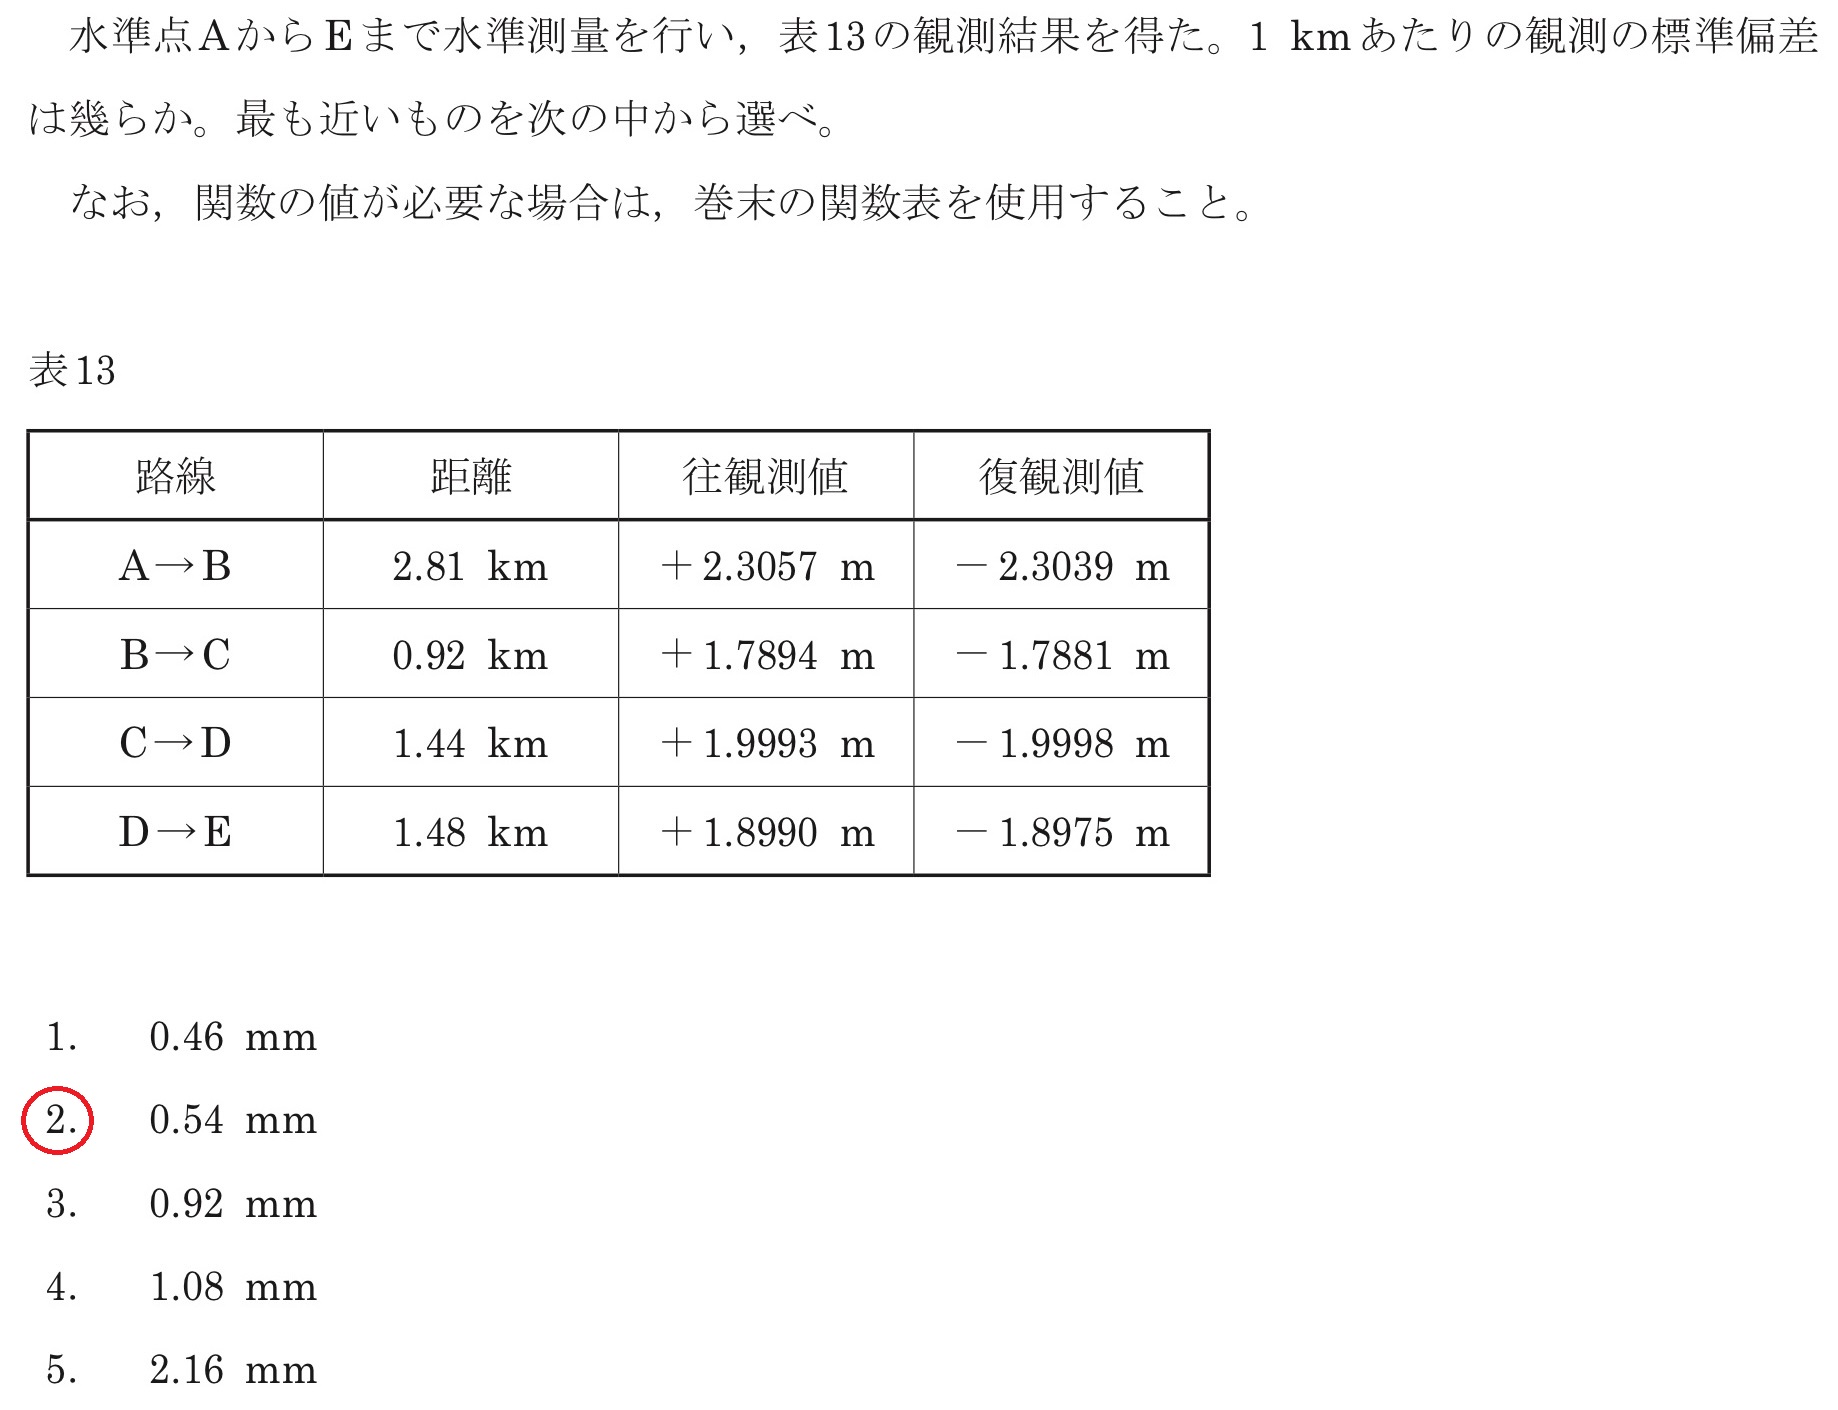 水準点AからEまで水準測量を行い，表13の観測結果を得た。1 kmあたりの観測の標準偏差
は幾らか。最も近いものを次の中から選べ。
なお，関数の値が必要な場合は，巻末の関数表を使用すること。
表13
路線 距離 往観測値 復観測値
A→B 2.81 km ＋2.3057 m －2.3039 m
B→C 0.92 km ＋1.7894 m －1.7881 m
C→D 1.44 km ＋1.9993 m －1.9998 m
D→E 1.48 km ＋1.8990 m －1.8975 m
1. 0.46 mm
2. 0.54 mm
3. 0.92 mm
4. 1.08 mm
5. 2.16 mm